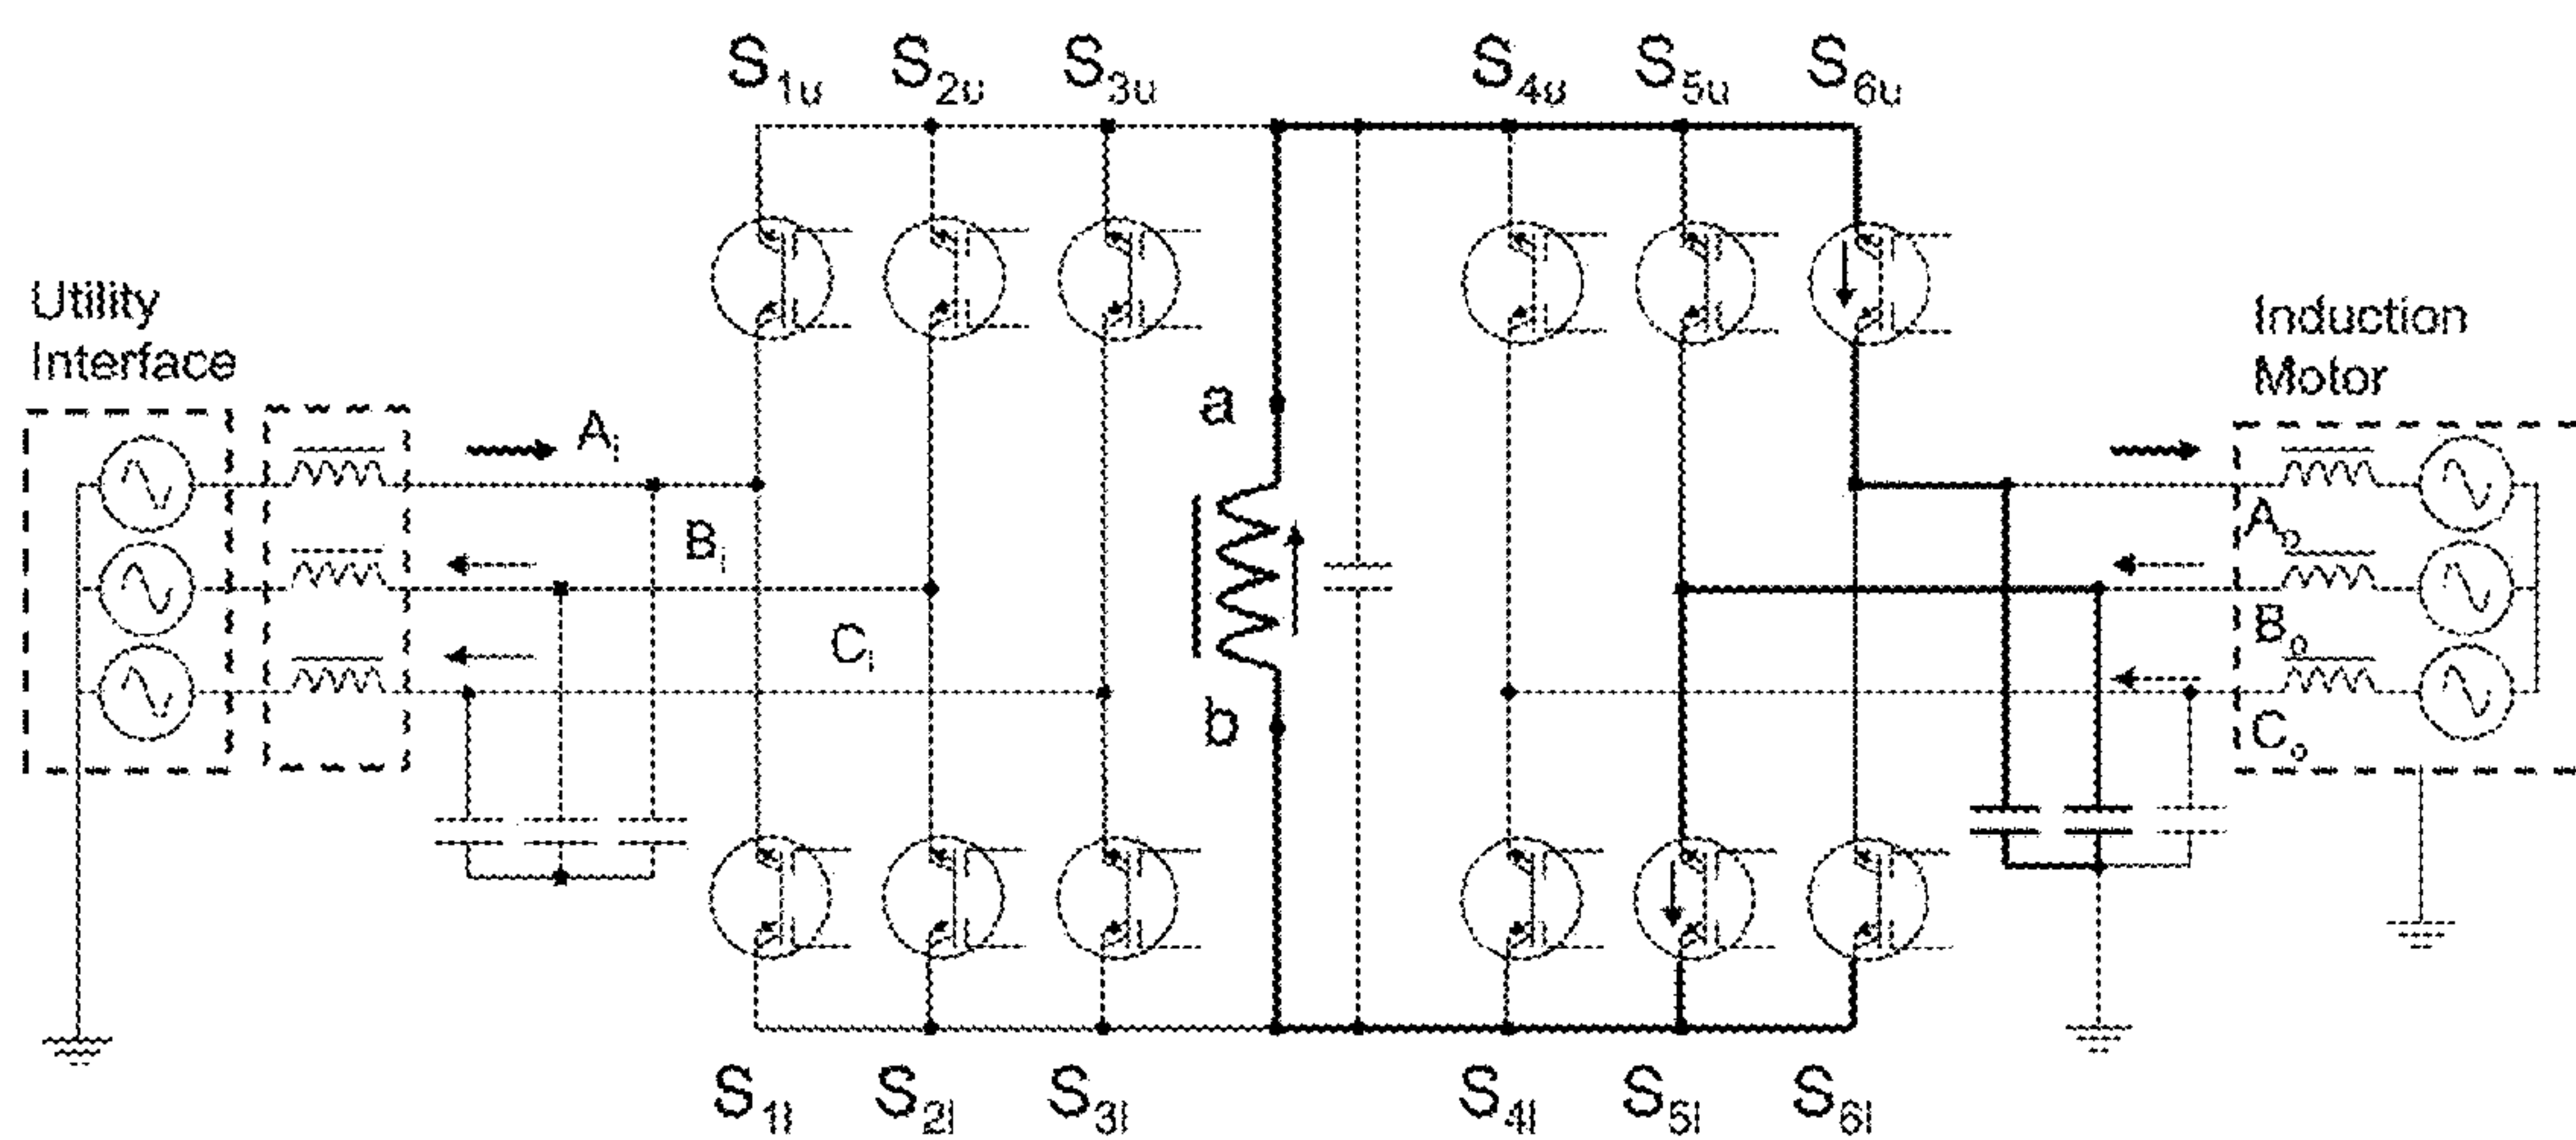 S1u S2u S3u S4u S5u S6u
Utility
Interface
Induction
Motor
Ai
a
Bi
Ao
Bo
Ci
b
Co
S1l S2l S3l S4l S5l S6l